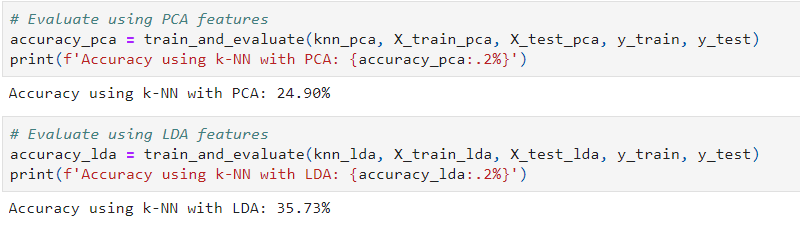 # Evaluate using PCA features
accuracy_pca = train_and_evaluate(knn_pca, X_train_pca, X_test_pca, y_train, y_test)
print(f'Accuracy using k-NN with PCA: {accuracy_pca:.2%}')
Accuracy using k-NN with PCA: 24.90%
# Evaluate using LDA features
accuracy_lda = train_and_evaluate(knn_lda, X_train_lda, X_test_lda, y_train, y_test)
print(f'Accuracy using k-NN with LDA: {accuracy_lda:.2%}')
Accuracy using k-NN with LDA: 35.73%